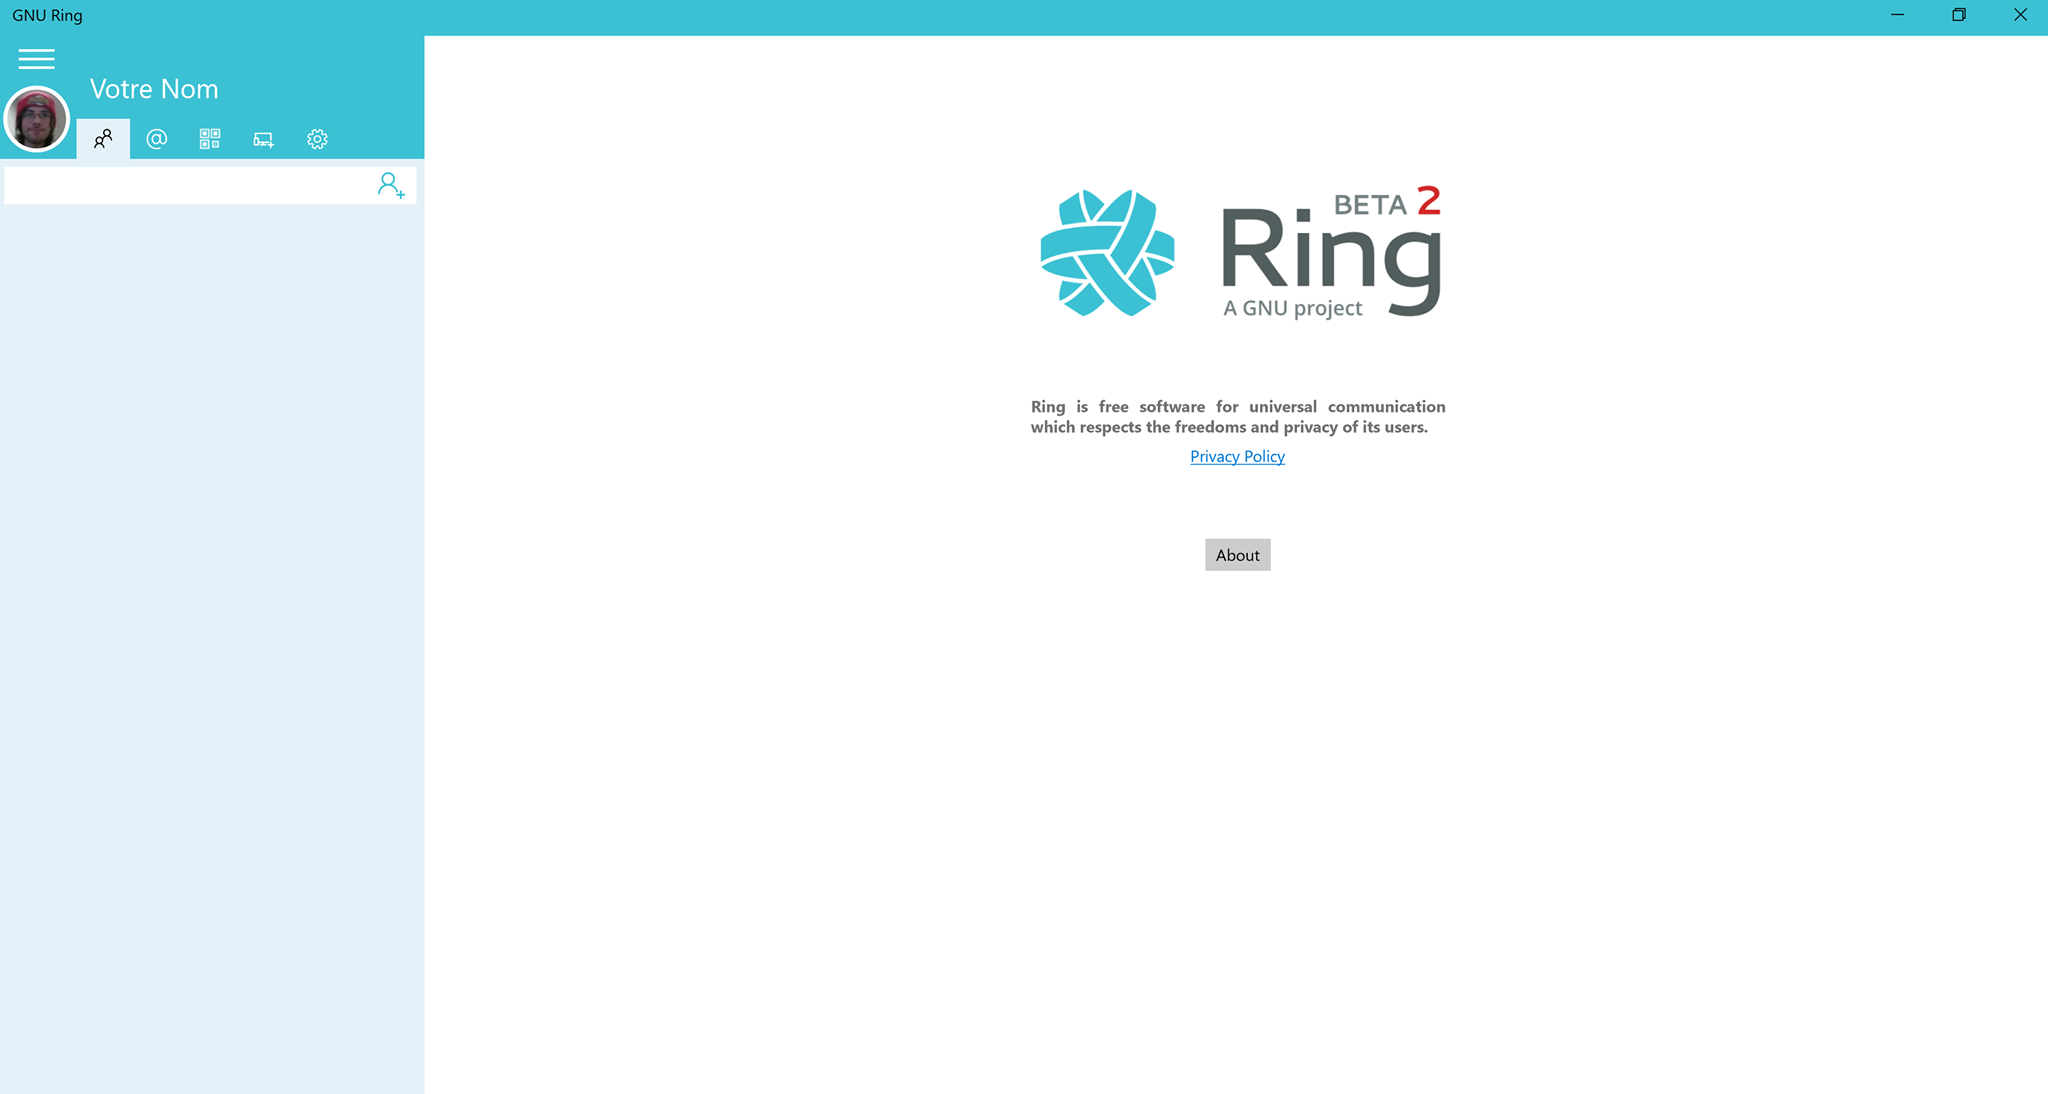 GNU Ring
Votre Nom
BETA 2
Ring
A GNU project
Ring is free software for universal communication
which respects the freedoms and privacy of its users.
Privacy Policy
About